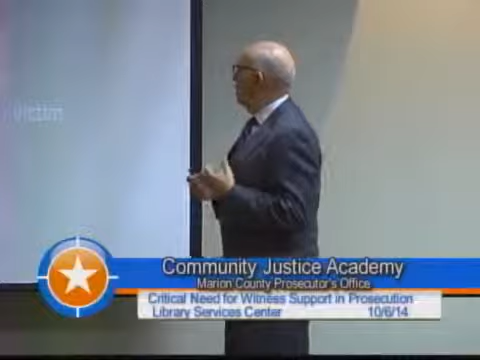 Victim
Community Justice Academy
Marion County Prosecutor's Office
Critical Need for Witness Support in Prosecution
Library Services Center 10/6/14